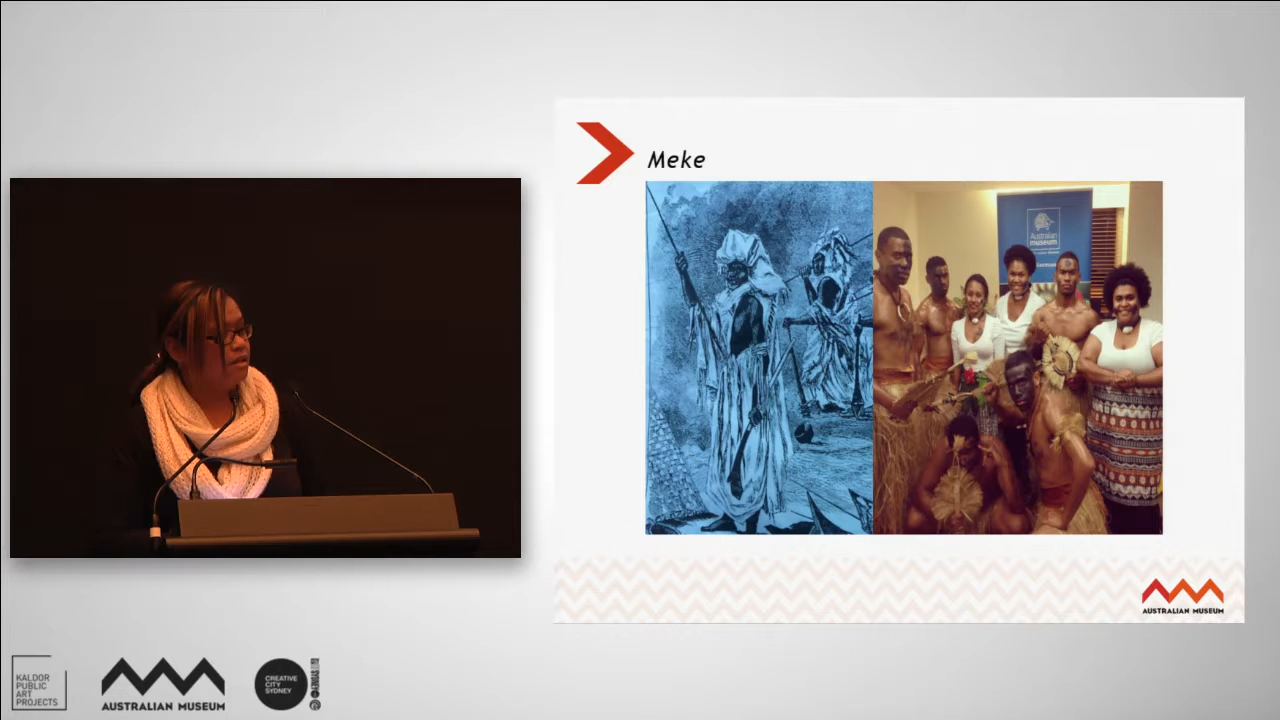 Meke
Australian
museum
AUSTRALIAN MUSEUM
KALDOR
PUBLIC
ART
PROJECTS
AUSTRALIAN MUSEUM
CREATIVE
CITY
SYDNEY